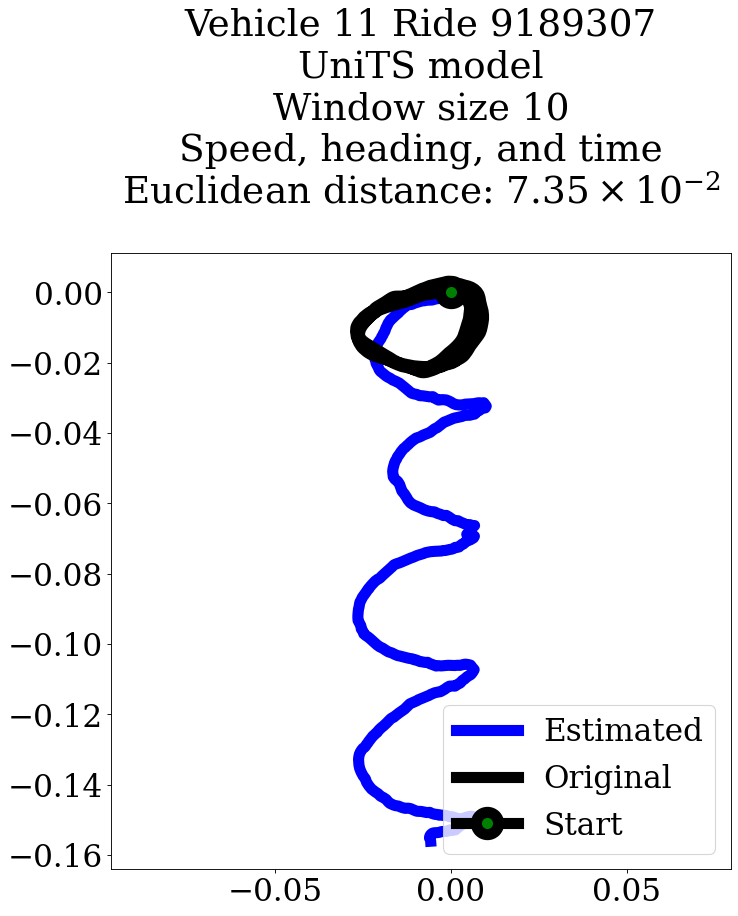 Vehicle 11 Ride 9189307
UniTS model
Window size 10
Speed, heading, and time
Euclidean distance: 7.35 × 10⁻²
0.00
−0.02
−0.04
−0.06
−0.08
−0.10
−0.12
−0.14
−0.16
−0.05
0.00
0.05
Estimated
Original
Start